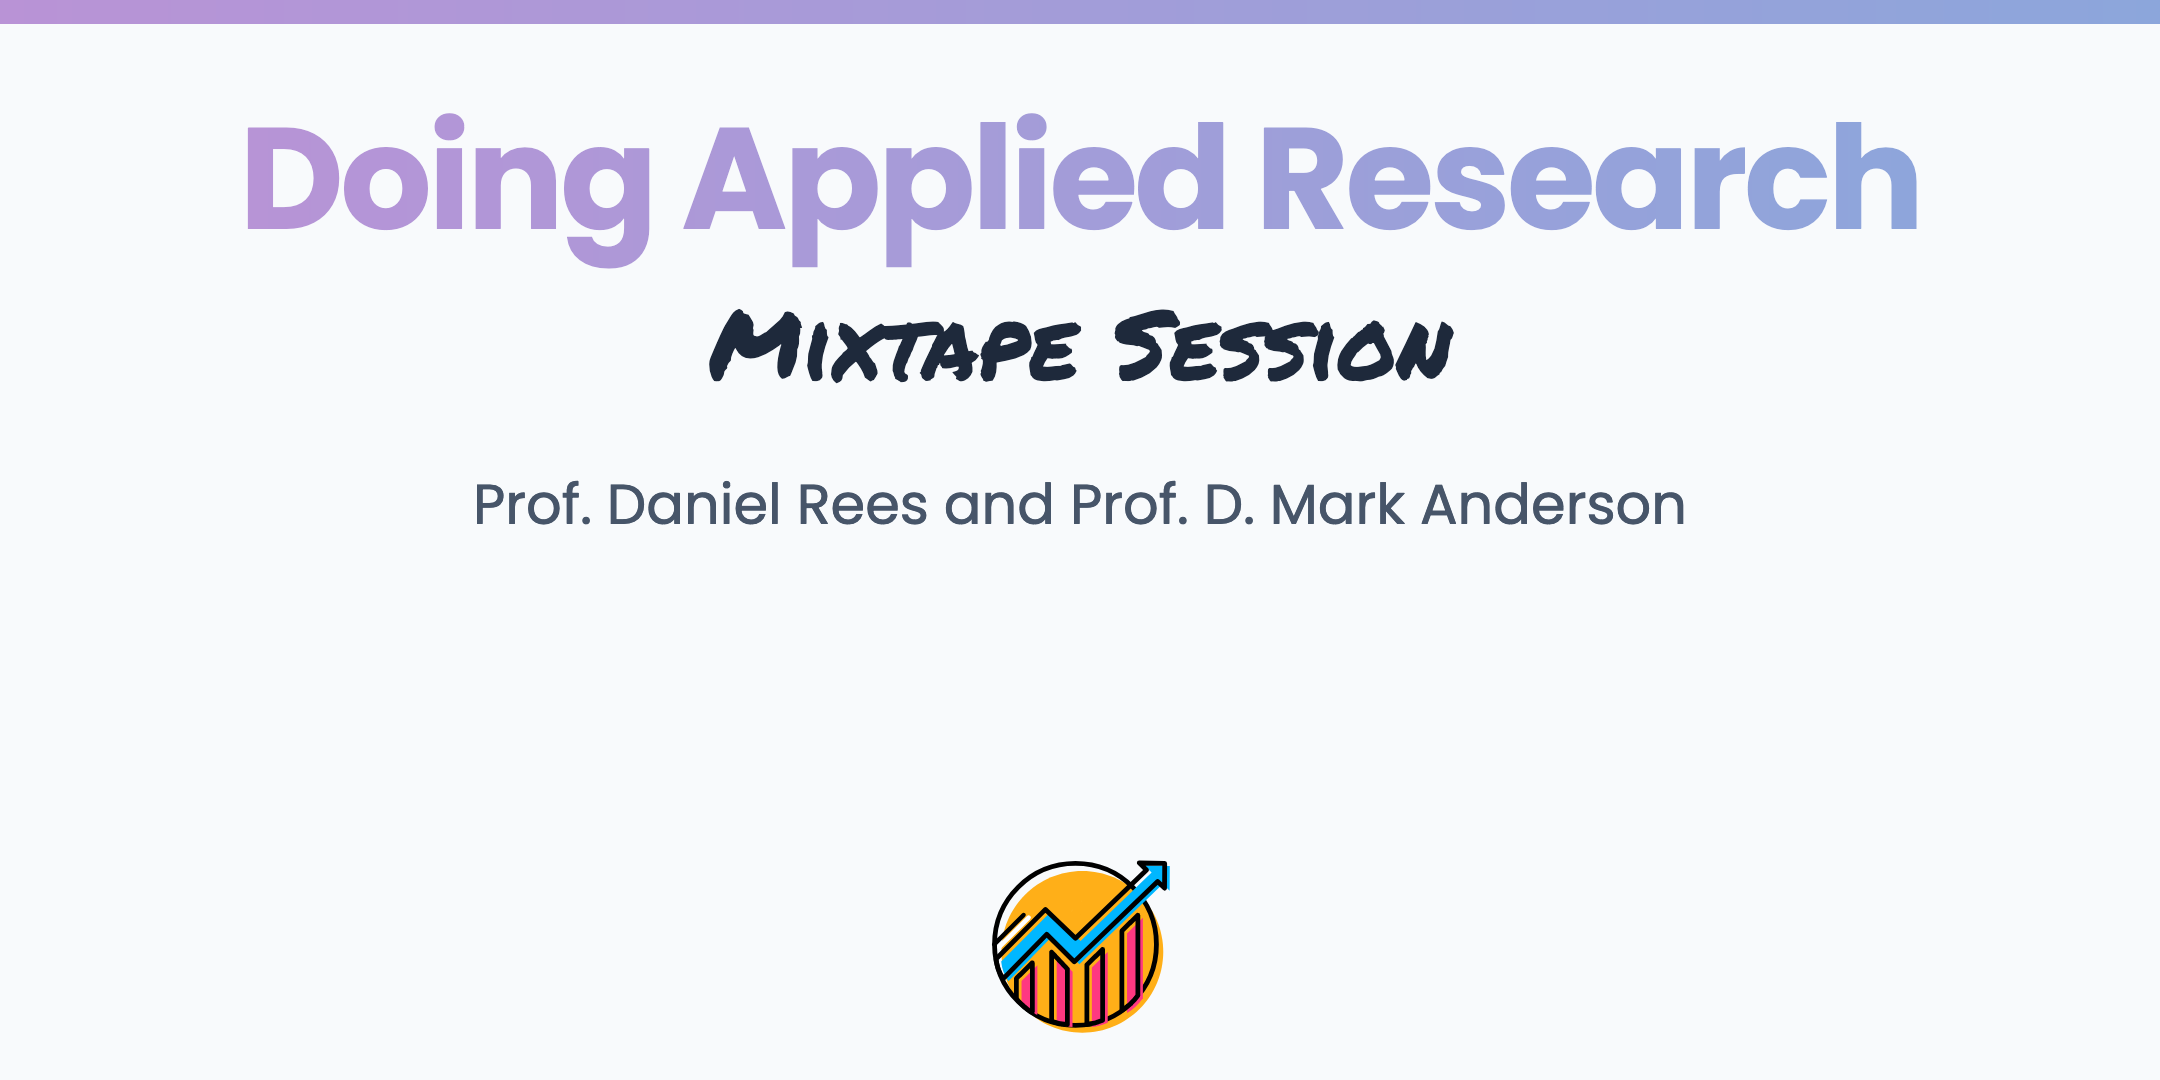 Doing Applied Research
Mixtape Session
Prof. Daniel Rees and Prof. D. Mark Anderson